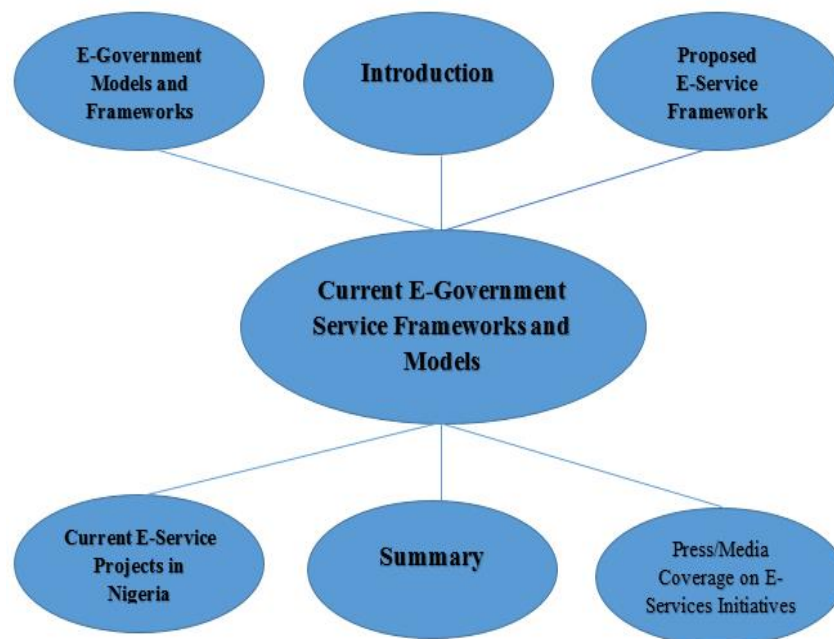 E-Government
Models and
Frameworks
Introduction
Proposed
E-Service
Framework
Current E-Government
Service Frameworks and
Models
Current E-Service
Projects in
Nigeria
Summary
Press/Media
Coverage on E-
Services Initiatives